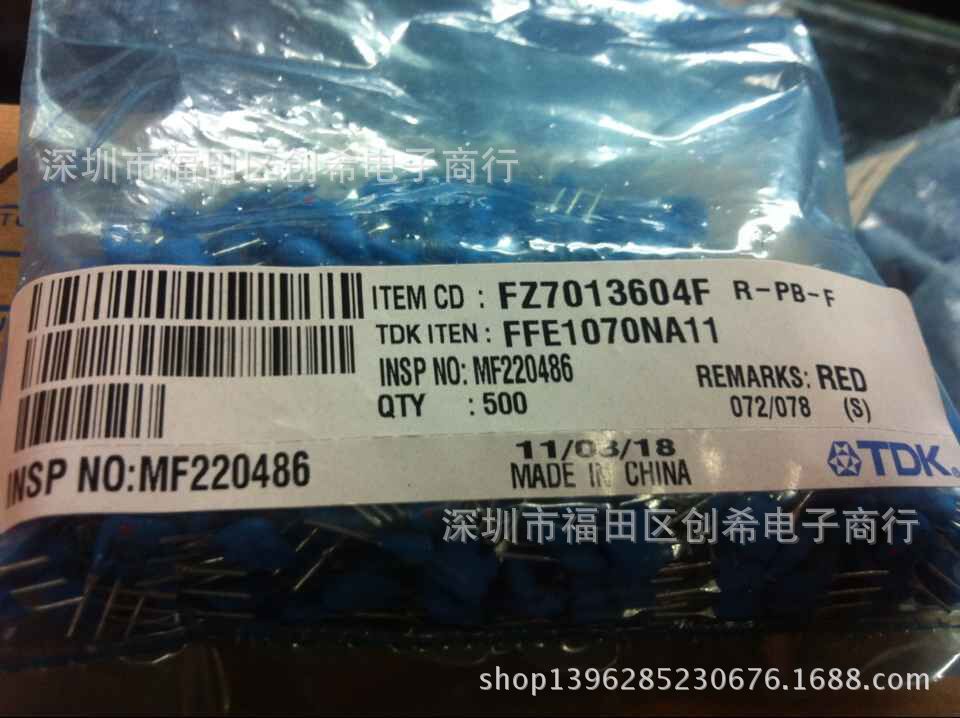 深圳市福田区创希电子商行
ITEM CD : FZ7013604F R-PB-F
TDK ITEN : FFE1070NA11
INSP NO: MF220486
REMARKS: RED
QTY : 500
072/078 (S)
11/03/18
INSP NO:MF220486
MADE IN CHINA
TDK
深圳市福田区创希电子商行
shop1396285230676.1688.com